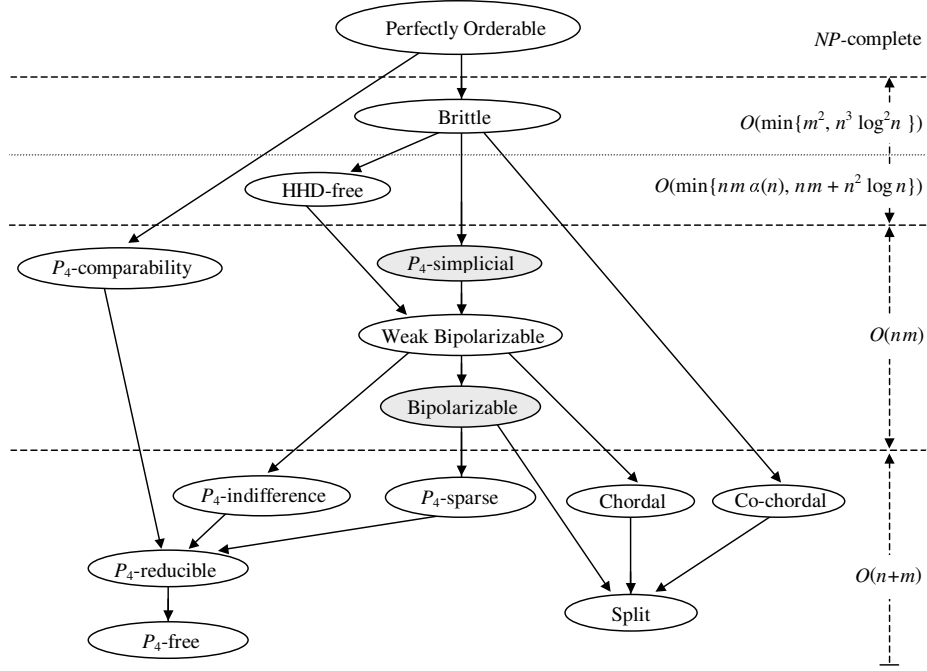 Perfectly Orderable
NP-complete
Brittle
O(min{m², n³ log²n })
HHD-free
O(min{nm α(n), nm + n² log n})
P₄-comparability
P₄-simplicial
Weak Bipolarizable
O(nm)
Bipolarizable
P₄-indifference
P₄-sparse
Chordal
Co-chordal
P₄-reducible
O(n+m)
Split
P₄-free